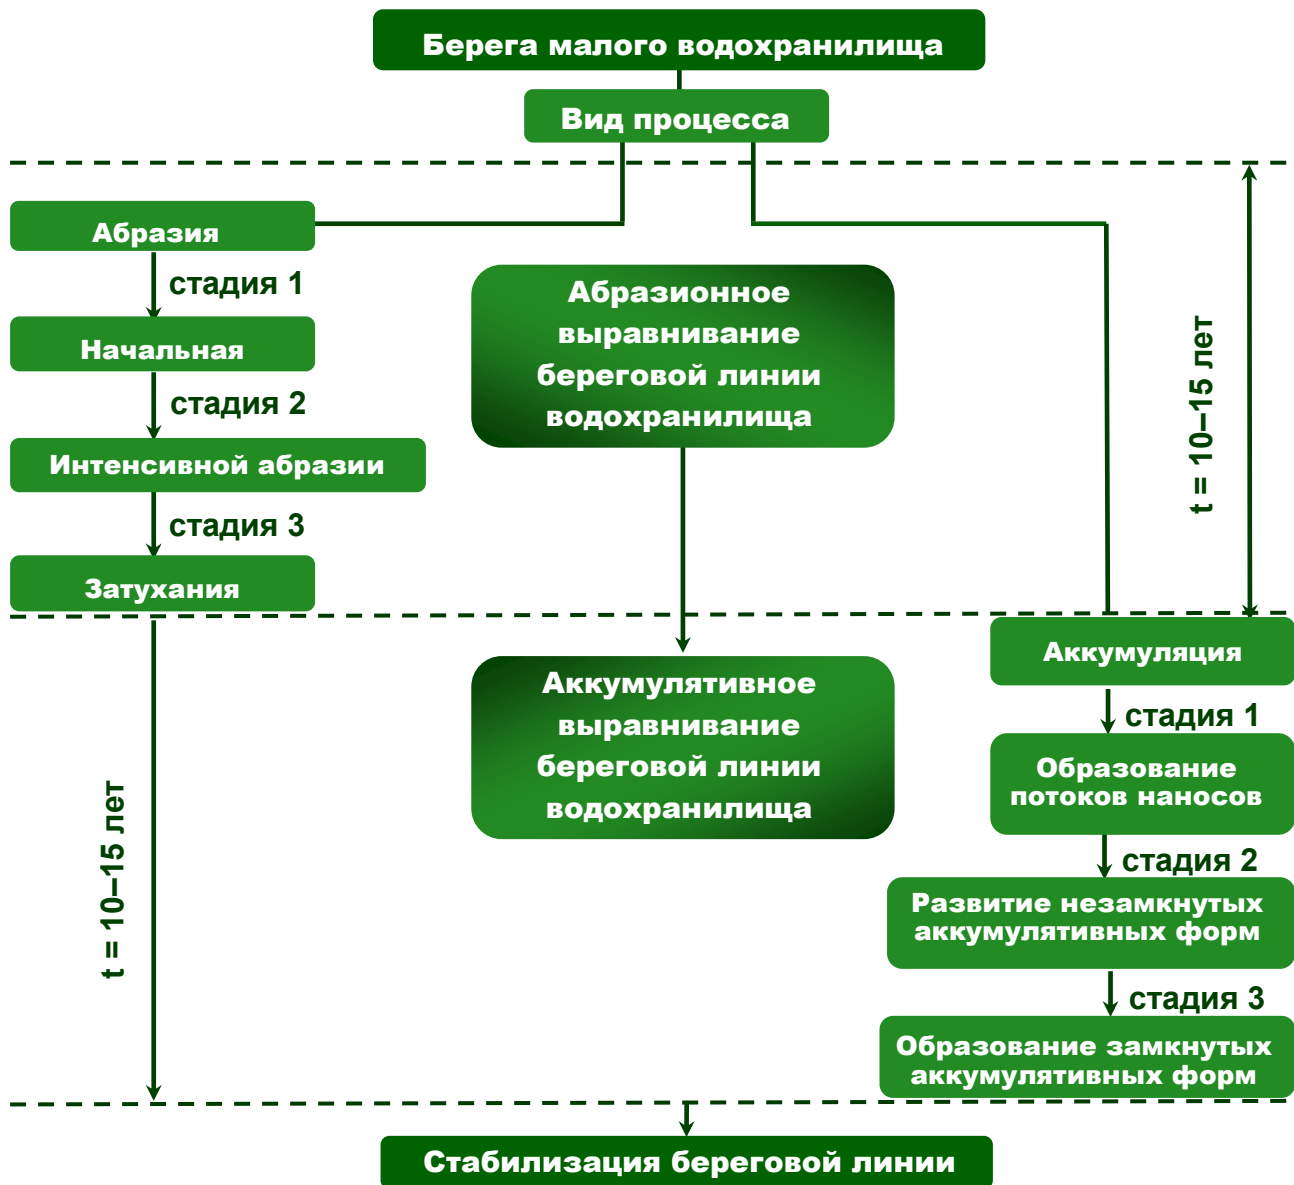 Берега малого водохранилища
Вид процесса
Абразия
стадия 1
Начальная
стадия 2
Интенсивной абразии
стадия 3
Затухания
Абразионное
выравнивание
береговой линии
водохранилища
t = 10–15 лет
Аккумулятивное
выравнивание
береговой линии
водохранилища
t = 10–15 лет
Аккумуляция
стадия 1
Образование
потоков наносов
стадия 2
Развитие незамкнутых
аккумулятивных форм
стадия 3
Образование замкнутых
аккумулятивных форм
Стабилизация береговой линии